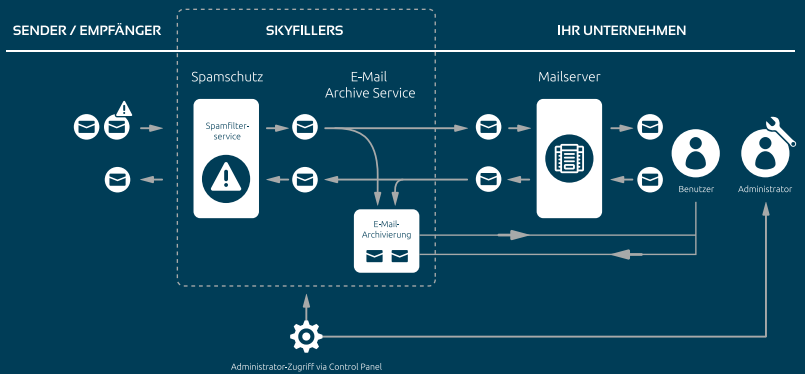 SENDER / EMPFÄNGER
SKYFILLERS
IHR UNTERNEHMEN
Spamschutz
E-Mail
Archive Service
Mailserver
Spamfilter-
service
Benutzer
Administrator
E-Mail-
Archivierung
Administrator-Zugriff via Control Panel